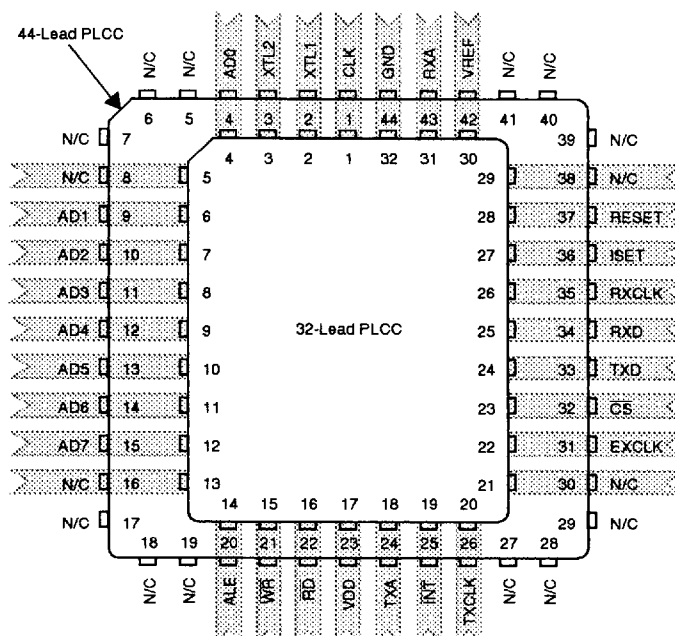 44-Lead PLCC
N/C N/C AD0 XTL2 XTL1 CLK GND RXA VREF N/C N/C
6 5 4 3 2 1 44 43 42 41 40
N/C 7 39 N/C
4 3 2 1 32 31 30
N/C 8 5 29 38 N/C
AD1 9 6 28 37 RESET
AD2 10 7 27 36 ISET
AD3 11 8 26 35 RXCLK
AD4 12 9 32-Lead PLCC 25 34 RXD
AD5 13 10 24 33 TXD
AD6 14 11 23 32 C̅S̅
AD7 15 12 22 31 EXCLK
N/C 16 13 21 30 N/C
14 15 16 17 18 19 20
N/C 17 29 N/C
18 19 20 21 22 23 24 25 26 27 28
N/C N/C ALE W̅R̅ R̅D̅ VDD TXA I̅N̅T̅ TXCLK N/C N/C